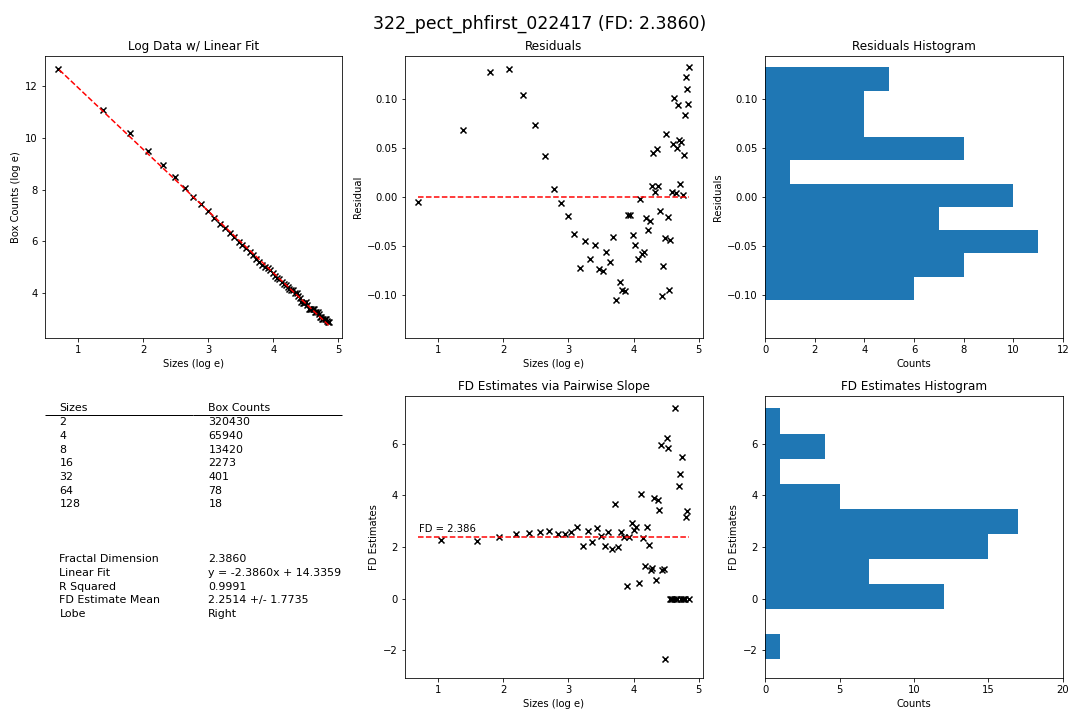 322_pect_phfirst_022417 (FD: 2.3860)
Log Data w/ Linear Fit
Box Counts (log e)
12
10
8
6
4
1
2
3
4
5
Sizes (log e)
Residuals
Residual
0.10
0.05
0.00
−0.05
−0.10
1
2
3
4
5
Sizes (log e)
Residuals Histogram
Residuals
0.10
0.05
0.00
−0.05
−0.10
0
2
4
6
8
10
12
Counts
Sizes Box Counts
2 320430
4 65940
8 13420
16 2273
32 401
64 78
128 18
Fractal Dimension 2.3860
Linear Fit y = -2.3860x + 14.3359
R Squared 0.9991
FD Estimate Mean 2.2514 +/- 1.7735
Lobe Right
FD Estimates via Pairwise Slope
FD Estimates
6
4
2
0
−2
FD = 2.386
1
2
3
4
5
Sizes (log e)
FD Estimates Histogram
FD Estimates
6
4
2
0
−2
0
5
10
15
20
Counts